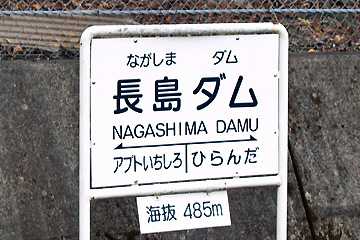 ながしま ダム
長島ダム
NAGASHIMA DAMU
アプトいちしろ ひらんだ
海抜 485m